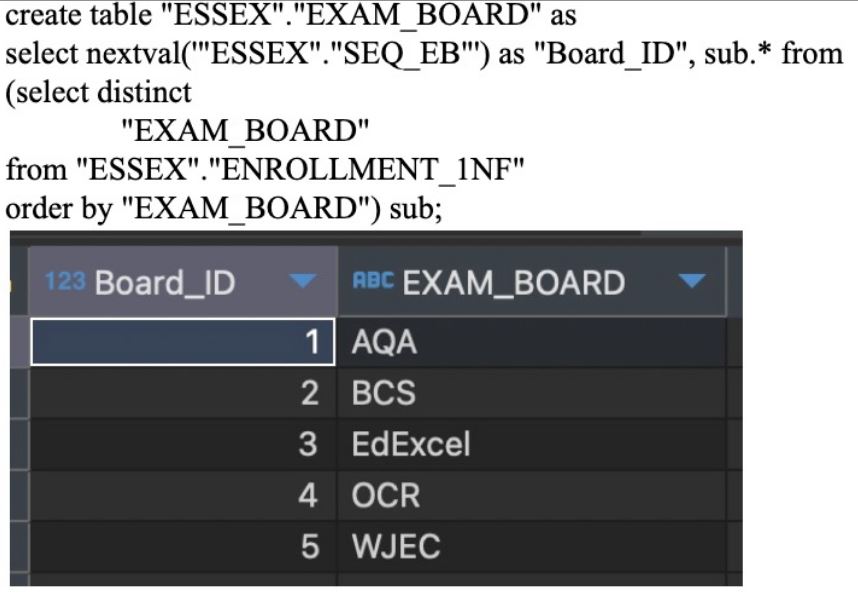 create table "ESSEX"."EXAM_BOARD" as
select nextval('"ESSEX"."SEQ_EB"') as "Board_ID", sub.* from
(select distinct
"EXAM_BOARD"
from "ESSEX"."ENROLLMENT_1NF"
order by "EXAM_BOARD") sub;
123 Board_ID ABC EXAM_BOARD
1 AQA
2 BCS
3 EdExcel
4 OCR
5 WJEC